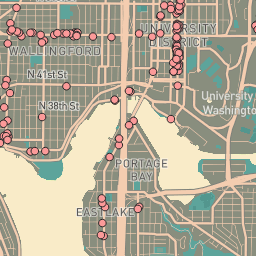 UNIVERSITY
DISTRICT
WALLINGFORD
N 41st St
N 38th St
University
Washington
PORTAGE
BAY
EASTLAKE